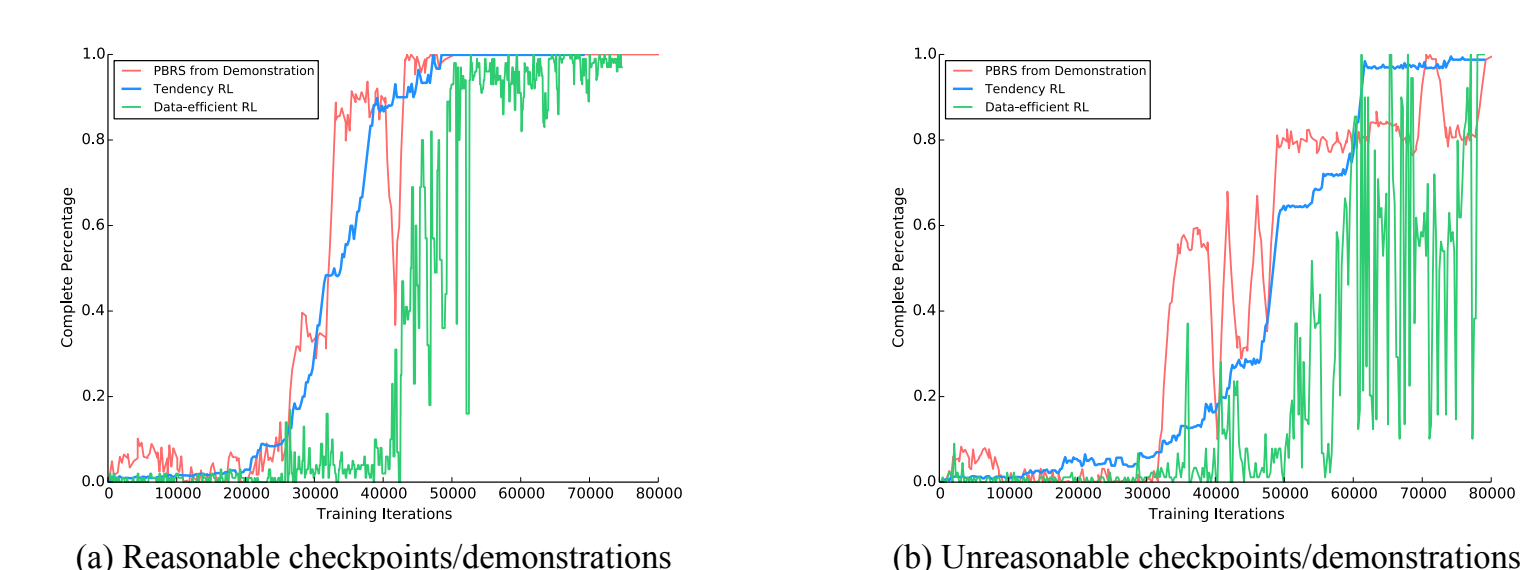 1.0
0.8
0.6
0.4
0.2
0.0
Complete Percentage
PBRS from Demonstration
Tendency RL
Data-efficient RL
0 10000 20000 30000 40000 50000 60000 70000 80000
Training Iterations
(a) Reasonable checkpoints/demonstrations
1.0
0.8
0.6
0.4
0.2
0.0
Complete Percentage
PBRS from Demonstration
Tendency RL
Data-efficient RL
0 10000 20000 30000 40000 50000 60000 70000 80000
Training Iterations
(b) Unreasonable checkpoints/demonstrations